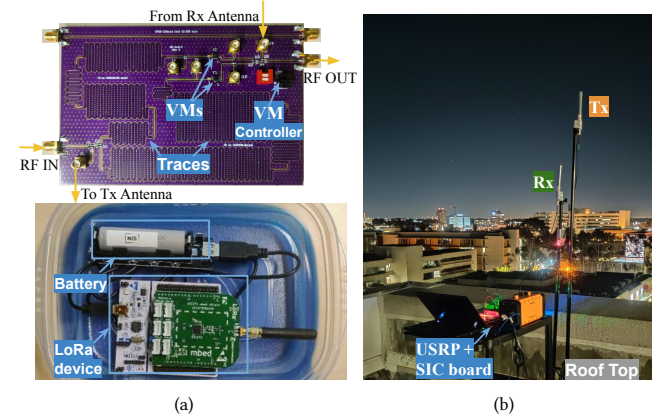 From Rx Antenna
RF OUT
VMs
VM
Controller
RF IN
Traces
To Tx Antenna
Battery
LoRa
device
mbed
Tx
Rx
USRP +
SIC board
Roof Top
(a)
(b)